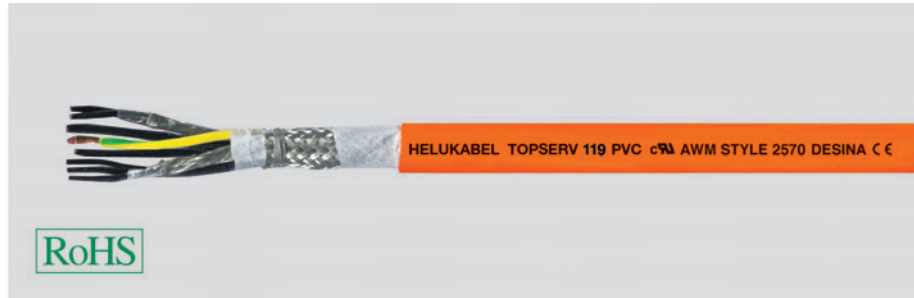 HELUKABEL TOPSERV 119 PVC cRU AWM STYLE 2570 DESINA CE
RoHS